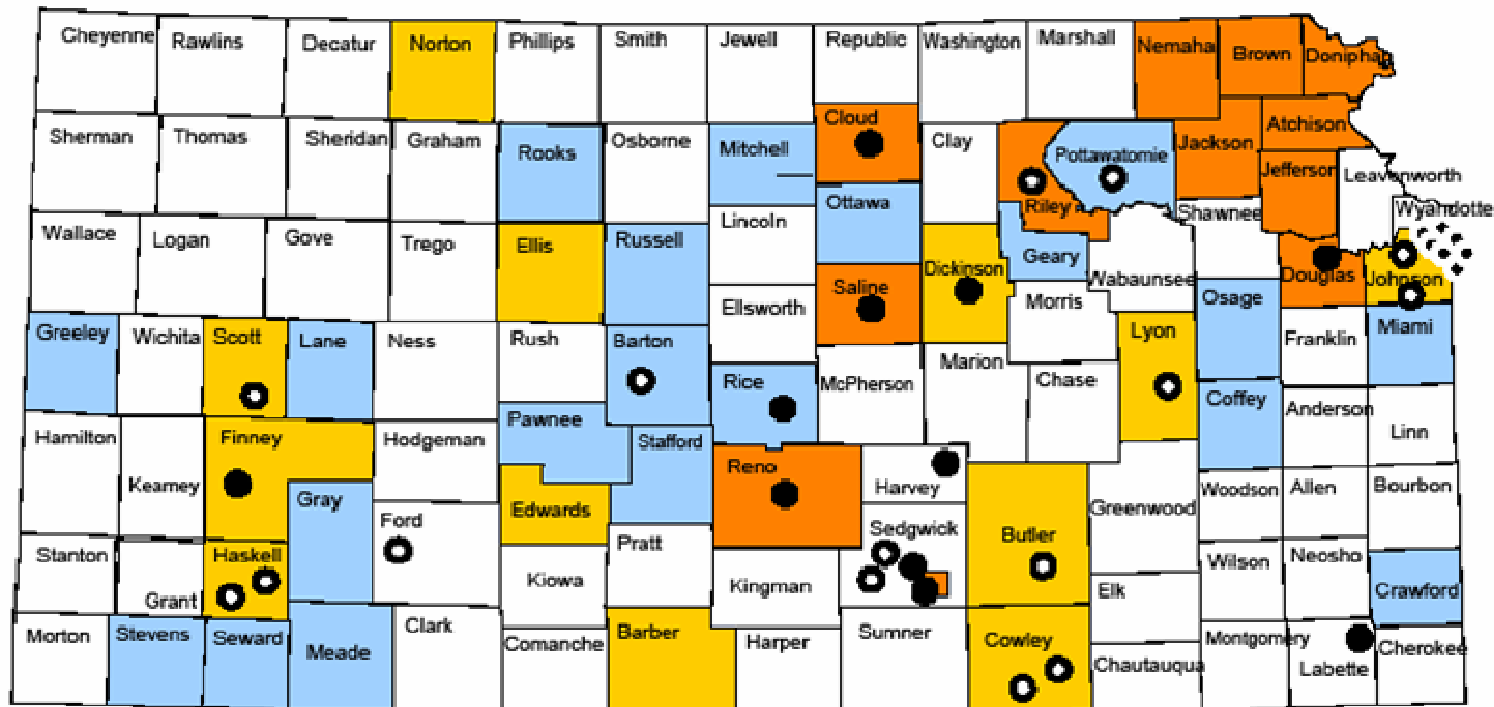 Cheyenne Rawlins Decatur Norton Phillips Smith Jewell Republic Washington Marshall Nemaha Brown Doniphan
Cloud
Sherman Thomas Sheridan Graham Rooks Osborne Mitchell Clay Pottawatomie Jackson Atchison
Jefferson Leavenworth
Ottawa Riley Shawnee Wyandotte
Wallace Logan Gove Trego Ellis Russell Lincoln
Dickinson Geary Wabaunsee Douglas Johnson
Saline Morris Osage
Ellsworth
Greeley Wichita Scott Lane Ness Rush Barton Marion Lyon Franklin Miami
Rice McPherson Chase
Coffey Anderson
Pawnee Stafford Linn
Hamilton Finney Hodgeman
Reno
Kearney Gray Harvey Woodson Allen Bourbon
Edwards Greenwood
Ford Sedgwick Butler
Stanton Haskell Pratt Wilson Neosho
Grant Kiowa Kingman Elk Crawford
Morton Stevens Seward Meade Clark Comanche Barber Harper Sumner Cowley Montgomery Cherokee
Chautauqua Labette